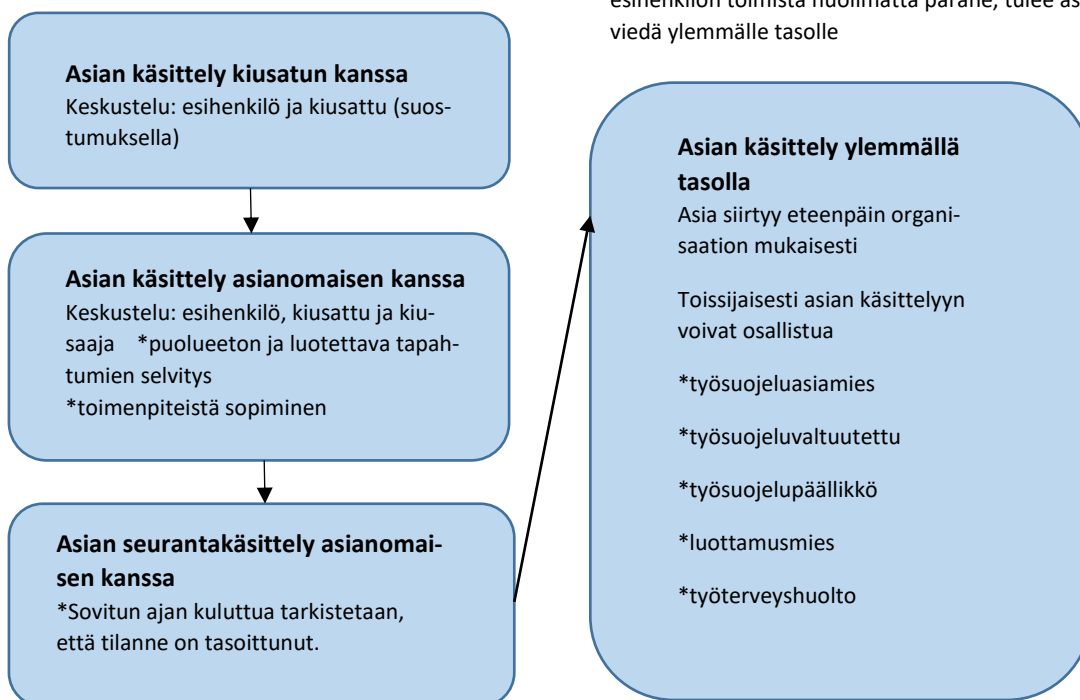 esihenkilön toimista huolimatta parane, tulee as
viedä ylemmälle tasolle
Asian käsittely kiusatun kanssa
Keskustelu: esihenkilö ja kiusattu (suos-
tumuksella)
Asian käsittely asianomaisen kanssa
Keskustelu: esihenkilö, kiusattu ja kiu-
saaja *puolueeton ja luotettava tapah-
tumien selvitys
*toimenpiteistä sopiminen
Asian seurantakäsittely asianomai-
sen kanssa
*Sovitun ajan kuluttua tarkistetaan,
että tilanne on tasoittunut.
Asian käsittely ylemmällä
tasolla
Asia siirtyy eteenpäin organi-
saation mukaisesti
Toissijaisesti asian käsittelyyn
voivat osallistua
*työsuojeluasiamies
*työsuojeluvaltuutettu
*työsuojelupäällikkö
*luottamusmies
*työterveyshuolto